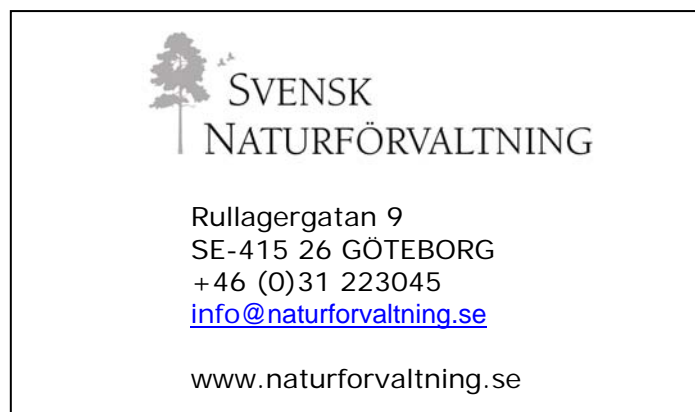 SVENSK
NATURFÖRVALTNING
Rullagergatan 9
SE-415 26 GÖTEBORG
+46 (0)31 223045
info@naturforvaltning.se
www.naturforvaltning.se